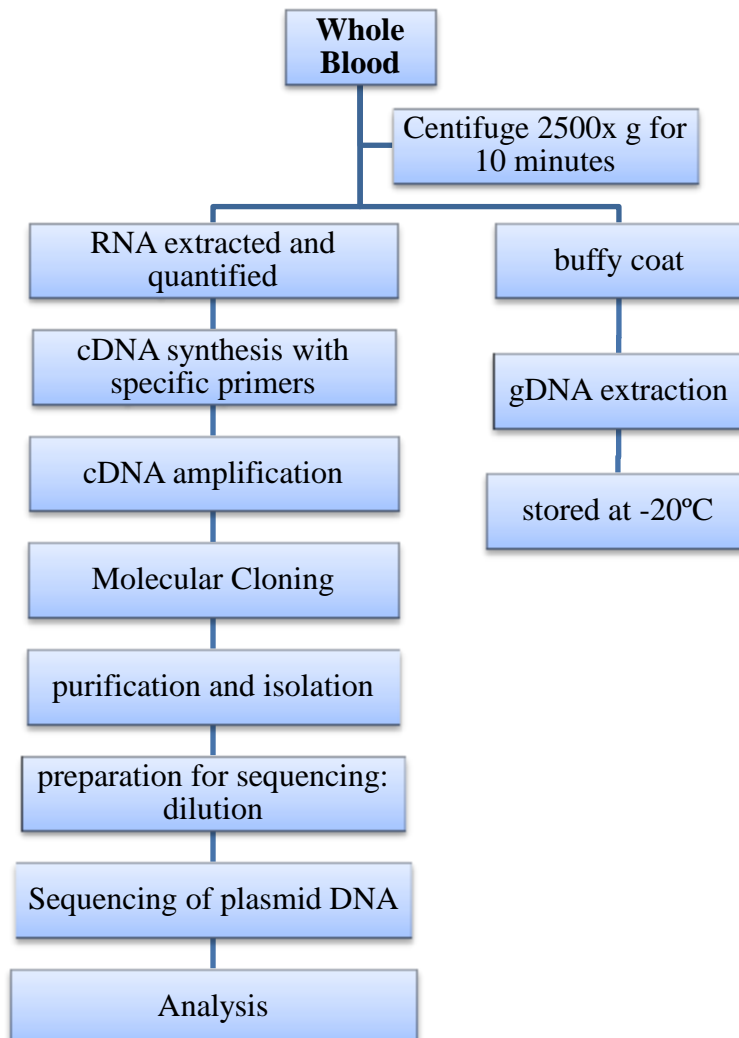 Whole
Blood
Centifuge 2500x g for
10 minutes
RNA extracted and
quantified
cDNA synthesis with
specific primers
cDNA amplification
Molecular Cloning
purification and isolation
preparation for sequencing:
dilution
Sequencing of plasmid DNA
Analysis
buffy coat
gDNA extraction
stored at -20ºC